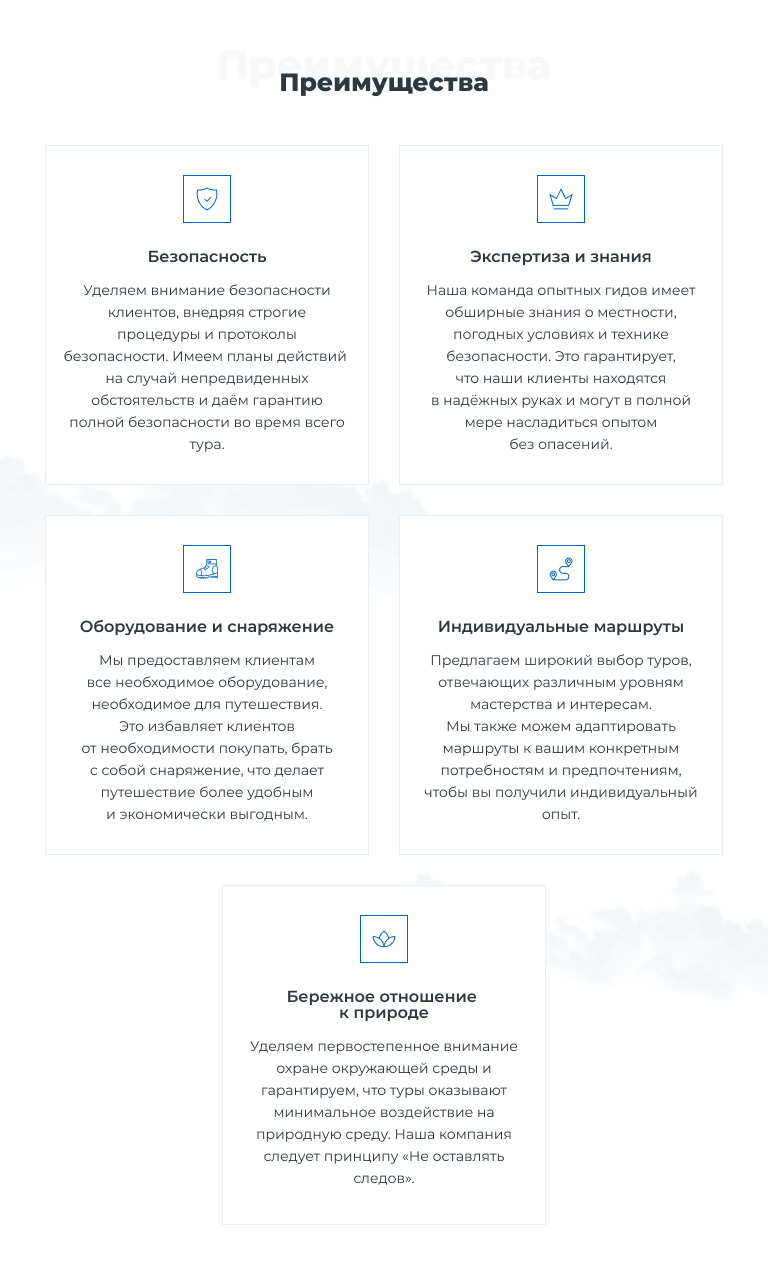 Преимущества
Преимущества
Безопасность
Уделяем внимание безопасности
клиентов, внедряя строгие
процедуры и протоколы
безопасности. Имеем планы действий
на случай непредвиденных
обстоятельств и даём гарантию
полной безопасности во время всего
тура.
Экспертиза и знания
Наша команда опытных гидов имеет
обширные знания о местности,
погодных условиях и технике
безопасности. Это гарантирует,
что наши клиенты находятся
в надёжных руках и могут в полной
мере насладиться опытом
без опасений.
Оборудование и снаряжение
Мы предоставляем клиентам
все необходимое оборудование,
необходимое для путешествия.
Это избавляет клиентов
от необходимости покупать, брать
с собой снаряжение, что делает
путешествие более удобным
и экономически выгодным.
Индивидуальные маршруты
Предлагаем широкий выбор туров,
отвечающих различным уровням
мастерства и интересам.
Мы также можем адаптировать
маршруты к вашим конкретным
потребностям и предпочтениям,
чтобы вы получили индивидуальный
опыт.
Бережное отношение
к природе
Уделяем первостепенное внимание
охране окружающей среды и
гарантируем, что туры оказывают
минимальное воздействие на
природную среду. Наша компания
следует принципу «Не оставлять
следов».